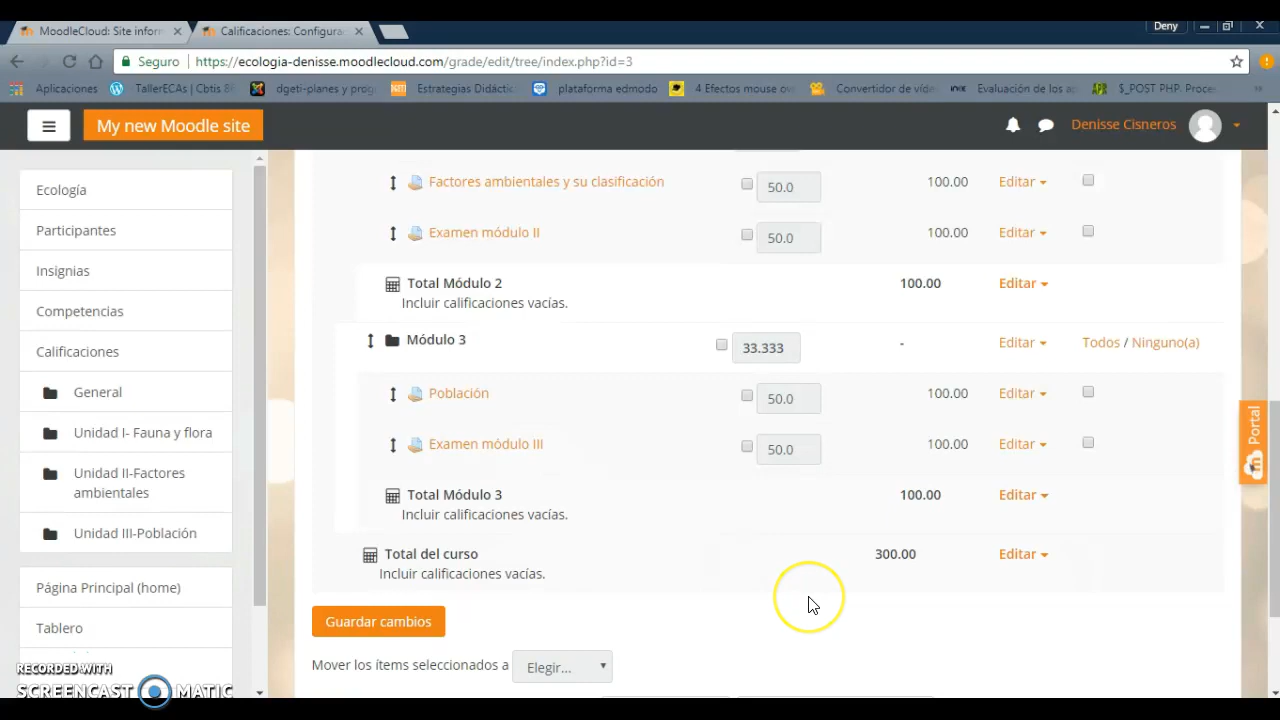 Deny
MoodleCloud: Site inform
Calificaciones: Configura
Seguro
https://ecologia-denisse.moodlecloud.com/grade/edit/tree/index.php?id=3
Aplicaciones
TallerECAs) Cbtis 8
dgeti-planes y prog
Estrategias Didáctic
plataforma edmodo
4 Efectos mouse ov
Convertidor de víd
Evaluación de los a
$_POST PHP. Proce
My new Moodle site
Denisse Cisneros
Ecología
Participantes
Insignias
Competencias
Calificaciones
General
Unidad I- Fauna y flora
Unidad II-Factores
ambientales
Unidad III-Población
Página Principal (home)
Tablero
Factores ambientales y su clasificación 50.0 100.00 Editar
Examen módulo II 50.0 100.00 Editar
Total Módulo 2 100.00 Editar
Incluir calificaciones vacías.
Módulo 3 33.333 - Editar Todos / Ninguno(a)
Población 50.0 100.00 Editar
Examen módulo III 50.0 100.00 Editar
Total Módulo 3 100.00 Editar
Incluir calificaciones vacías.
Total del curso 300.00 Editar
Incluir calificaciones vacías.
Guardar cambios
Mover los ítems seleccionados a Elegir...
Portal
RECORDED WITH
SCREENCAST MATIC